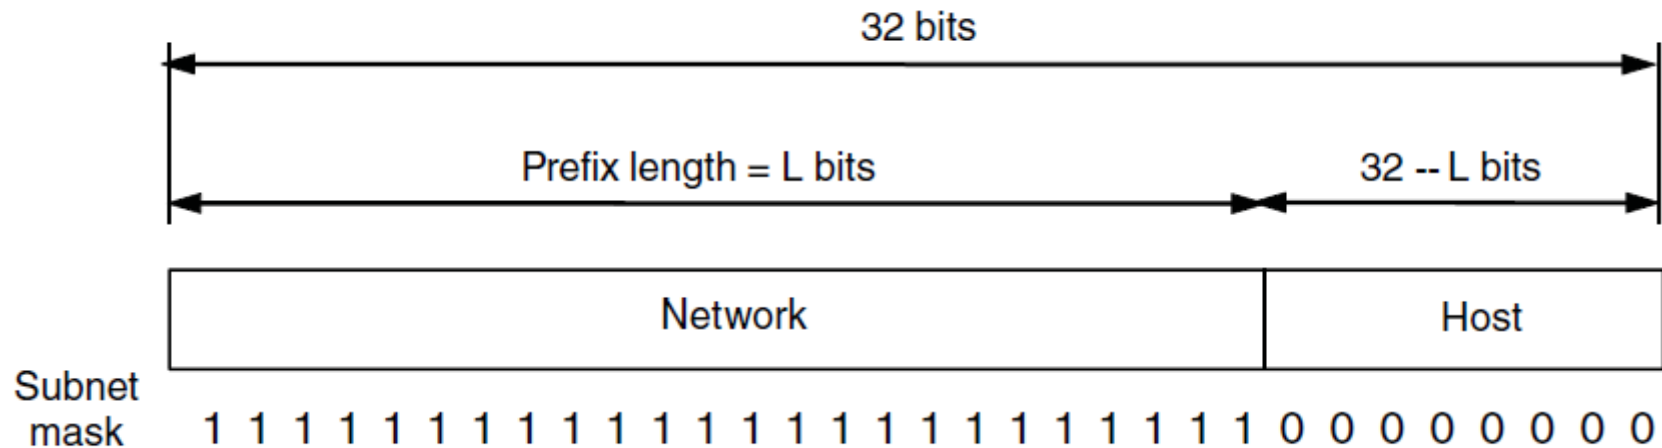 32 bits
Prefix length = L bits 32 -- L bits
Network Host
Subnet
mask 1 1 1 1 1 1 1 1 1 1 1 1 1 1 1 1 1 1 1 1 1 1 1 1 0 0 0 0 0 0 0 0